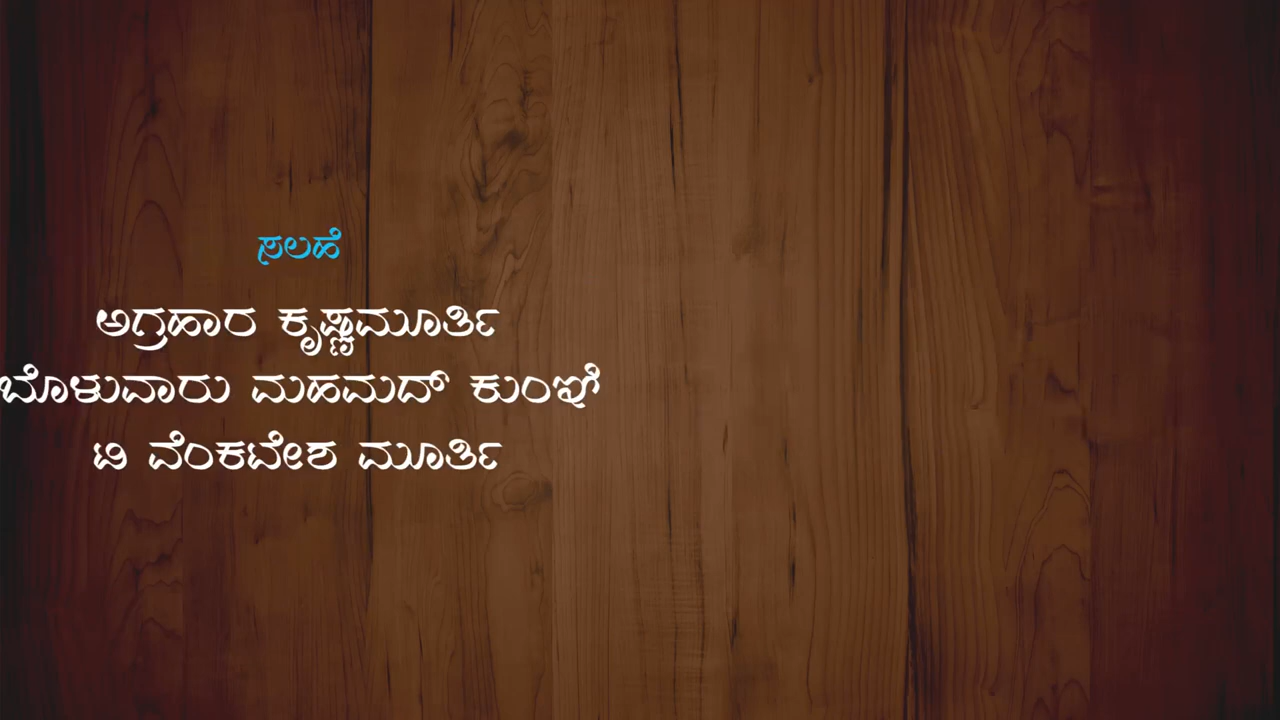 ಸಲಹೆ
ಅಗ್ರಹಾರ ಕೃಷ್ಣಮೂರ್ತಿ
ಬೊಳುವಾರು ಮಹಮದ್ ಕುಂಞಿ
ಟಿ ವೆಂಕಟೇಶ ಮೂರ್ತಿ